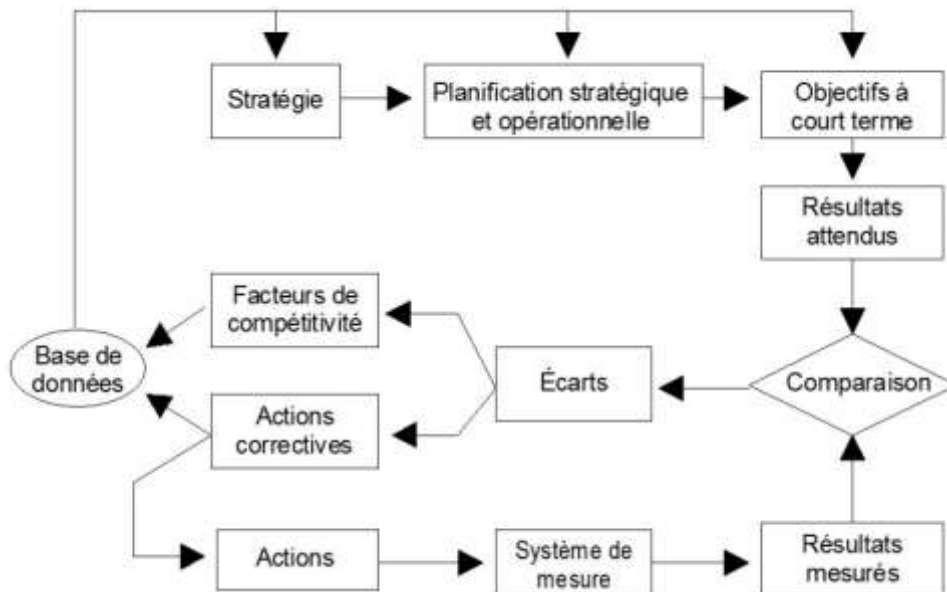 Stratégie
Planification stratégique
et opérationnelle
Objectifs à
court terme
Résultats
attendus
Facteurs de
compétitivité
Base de
données
Écarts
Comparaison
Actions
correctives
Actions
Système de
mesure
Résultats
mesurés